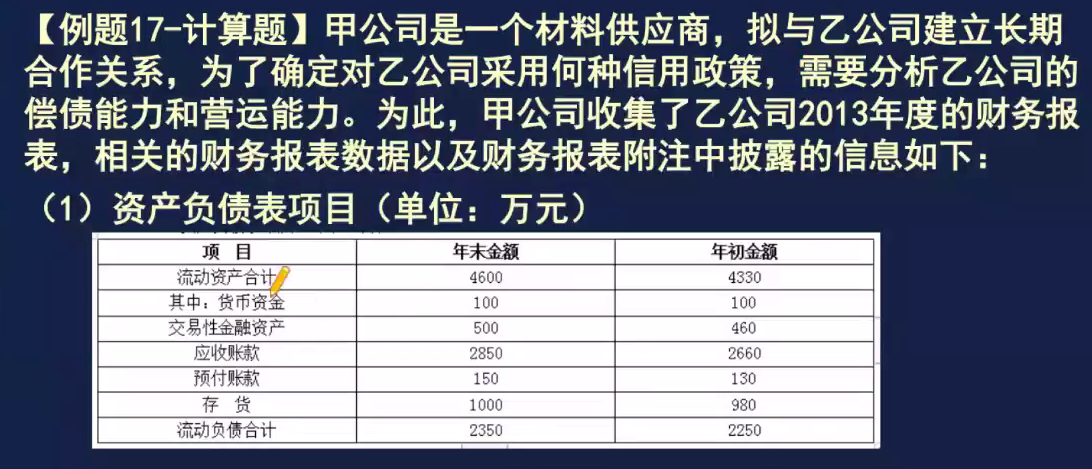 【例题17-计算题】甲公司是一个材料供应商，拟与乙公司建立长期
合作关系，为了确定对乙公司采用何种信用政策，需要分析乙公司的
偿债能力和营运能力。为此，甲公司收集了乙公司2013年度的财务报
表，相关的财务报表数据以及财务报表附注中披露的信息如下：
（1）资产负债表项目（单位：万元）
项 目 年末金额 年初金额
流动资产合计 4600 4330
其中：货币资金 100 100
交易性金融资产 500 460
应收账款 2850 2660
预付账款 150 130
存 货 1000 980
流动负债合计 2350 2250